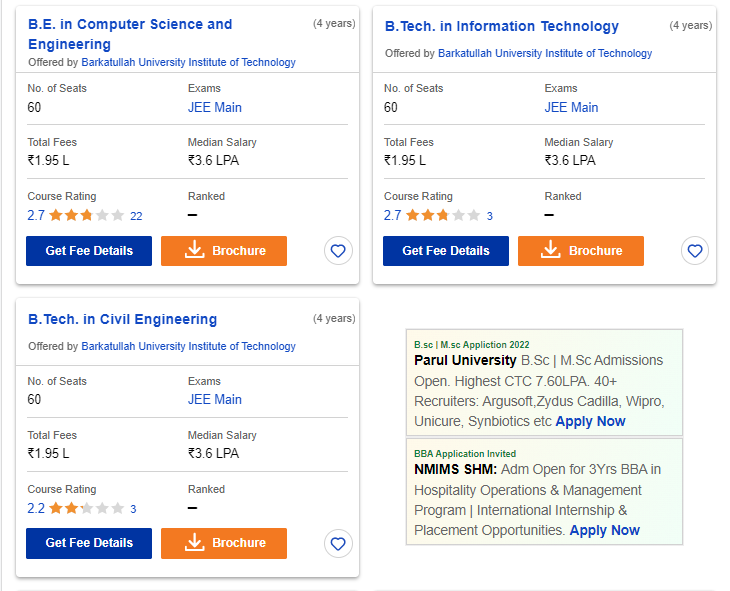 B.E. in Computer Science and
Engineering
(4 years)
Offered by Barkatullah University Institute of Technology
No. of Seats
Exams
60
JEE Main
Total Fees
Median Salary
₹1.95 L
₹3.6 LPA
Course Rating
Ranked
2.7
22
–
Get Fee Details
Brochure
B.Tech. in Information Technology
(4 years)
Offered by Barkatullah University Institute of Technology
No. of Seats
Exams
60
JEE Main
Total Fees
Median Salary
₹1.95 L
₹3.6 LPA
Course Rating
Ranked
2.7
3
–
Get Fee Details
Brochure
B.Tech. in Civil Engineering
(4 years)
Offered by Barkatullah University Institute of Technology
No. of Seats
Exams
60
JEE Main
Total Fees
Median Salary
₹1.95 L
₹3.6 LPA
Course Rating
Ranked
2.2
3
–
Get Fee Details
Brochure
B.sc | M.sc Appliction 2022
Parul University B.Sc | M.Sc Admissions
Open. Highest CTC 7.60LPA. 40+
Recruiters: Argusoft,Zydus Cadilla, Wipro,
Unicure, Synbiotics etc Apply Now
BBA Application Invited
NMIMS SHM: Adm Open for 3Yrs BBA in
Hospitality Operations & Management
Program | International Internship &
Placement Opportunities. Apply Now